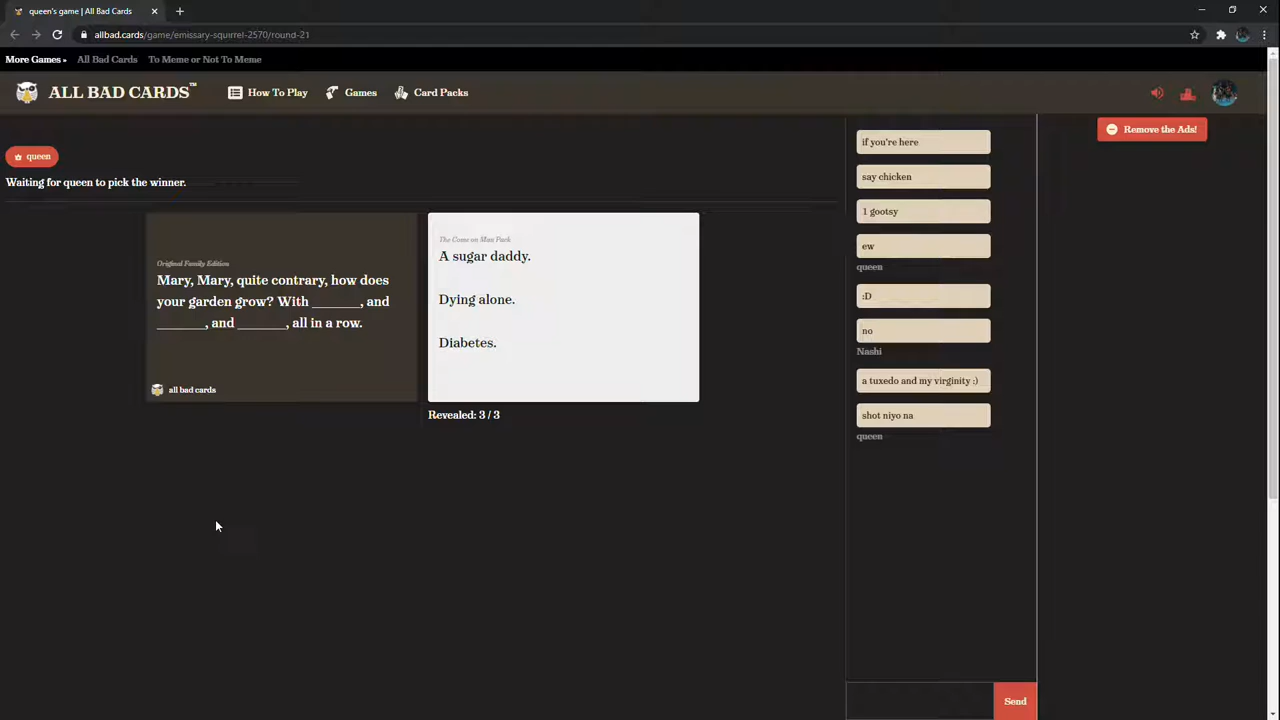 queen's game | All Bad Cards
allbad.cards/game/emissary-squirrel-2570/round-21
More Games » All Bad Cards To Meme or Not To Meme
ALL BAD CARDS™ How To Play Games Card Packs
queen
Waiting for queen to pick the winner.
Original Family Edition
Mary, Mary, quite contrary, how does
your garden grow? With _______, and
_______, and _______, all in a row.
all bad cards
The Come on Man Pack
A sugar daddy.
Dying alone.
Diabetes.
Revealed: 3 / 3
if you're here
say chicken
1 gootsy
ew
queen
:D
no
Nashi
a tuxedo and my virginity :)
shot niyo na
queen
Send
Remove the Ads!